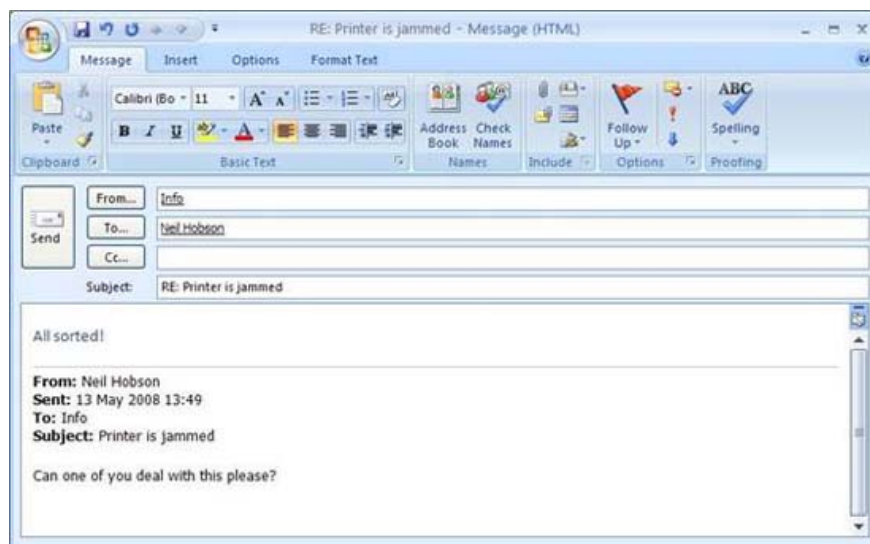 RE: Printer is jammed - Message (HTML)
Message Insert Options Format Text
Calibri (Bo 11 A A
ABC
Paste
B I U ab A
Address Check Follow Spelling
Book Names Up
Clipboard Basic Text Names Include Options Proofing
From... Info
To... Neil Hobson
Send
Cc...
Subject: RE: Printer is jammed
All sorted!
From: Neil Hobson
Sent: 13 May 2008 13:49
To: Info
Subject: Printer is jammed
Can one of you deal with this please?